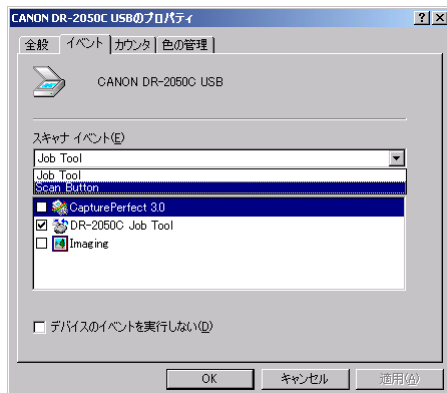 CANON DR-2050C USBのプロパティ
全般 イベント カウンタ 色の管理
CANON DR-2050C USB
スキャナ イベント(E)
Job Tool
Job Tool
Scan Button
CapturePerfect 3.0
DR-2050C Job Tool
Imaging
デバイスのイベントを実行しない(D)
OK キャンセル 適用(A)